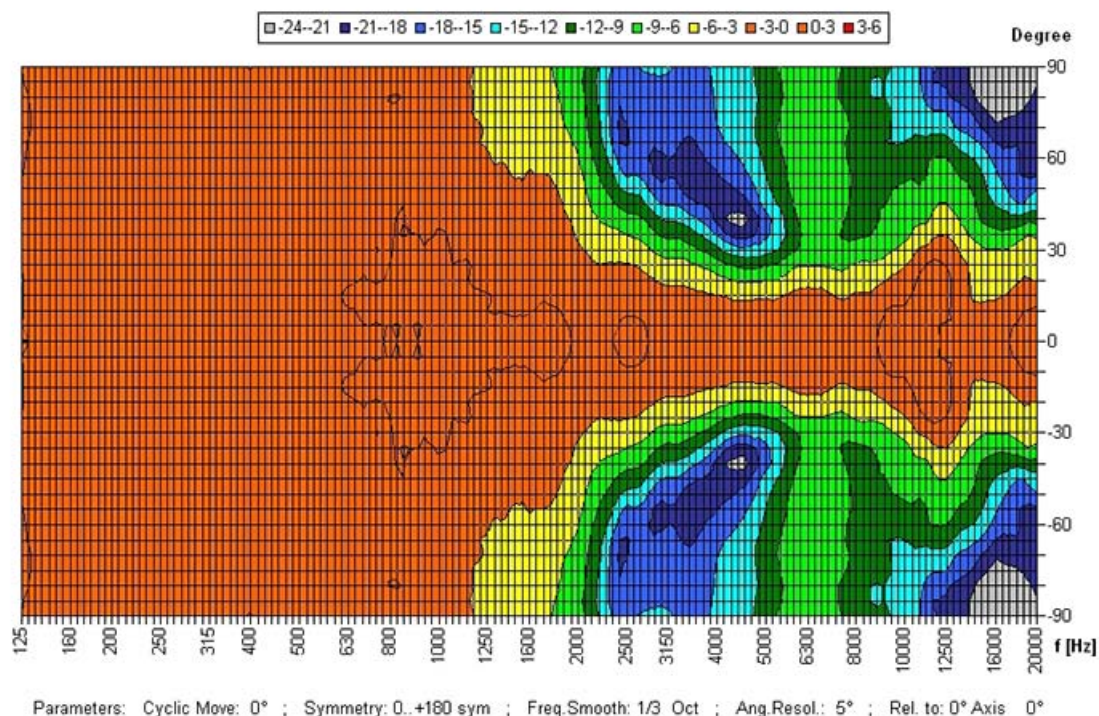 -24--21 -21--18 -18--15 -15--12 -12--9 -9--6 -6--3 -3-0 0-3 3-6
Degree
90
60
30
0
-30
-60
-90
125 160 200 250 315 400 500 630 800 1000 1250 1600 2000 2500 3150 4000 5000 6300 8000 10000 12500 16000 20000
f [Hz]
Parameters: Cyclic Move: 0° ; Symmetry: 0..+180 sym ; Freq.Smooth: 1/3 Oct ; Ang.Resol.: 5° ; Rel. to: 0° Axis 0°